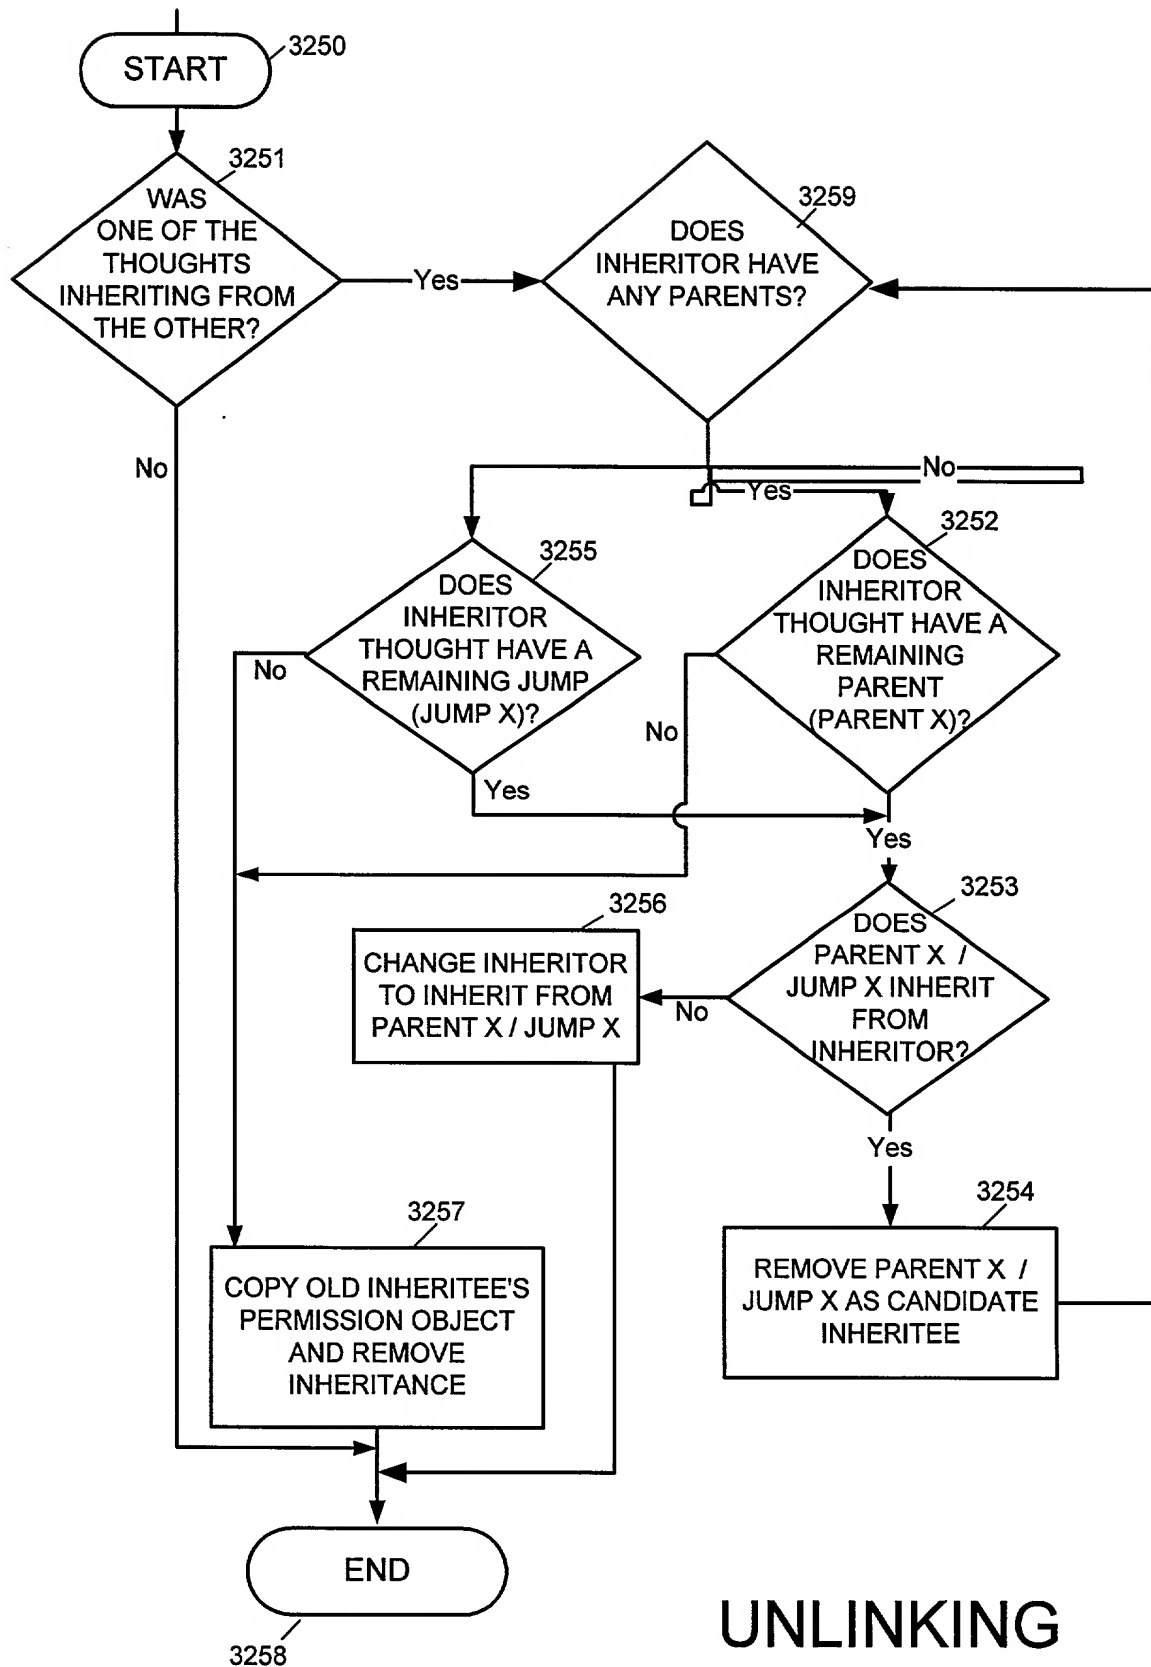 START
3250
3251
WAS
ONE OF THE
THOUGHTS
INHERITING FROM
THE OTHER?
Yes
3259
DOES
INHERITOR HAVE
ANY PARENTS?
No
No
Yes
3255
DOES
INHERITOR
THOUGHT HAVE A
REMAINING JUMP
(JUMP X)?
3252
DOES
INHERITOR
THOUGHT HAVE A
REMAINING
PARENT
(PARENT X)?
No
No
Yes
Yes
3253
DOES
PARENT X /
JUMP X INHERIT
FROM
INHERITOR?
3256
CHANGE INHERITOR
TO INHERIT FROM
PARENT X / JUMP X
No
Yes
3254
REMOVE PARENT X /
JUMP X AS CANDIDATE
INHERITEE
3257
COPY OLD INHERITEE'S
PERMISSION OBJECT
AND REMOVE
INHERITANCE
END
3258
UNLINKING